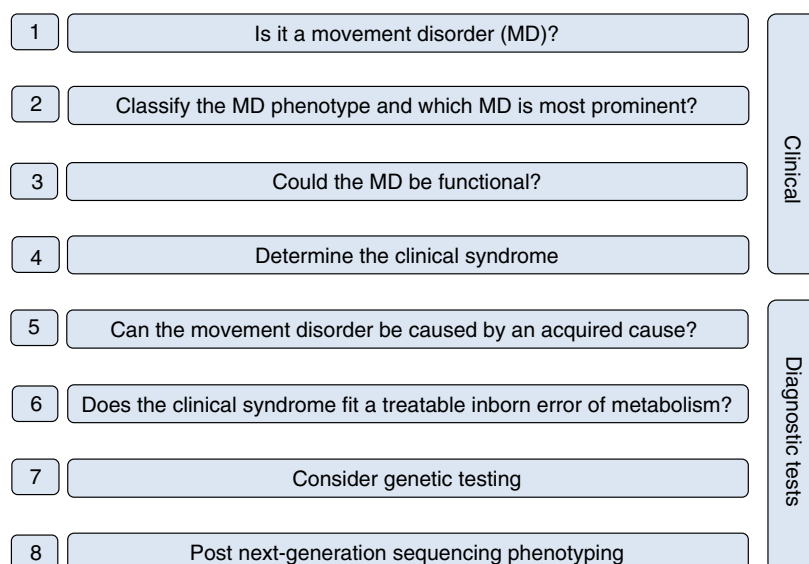 1 Is it a movement disorder (MD)?
2 Classify the MD phenotype and which MD is most prominent?
3 Could the MD be functional?
4 Determine the clinical syndrome
Clinical
5 Can the movement disorder be caused by an acquired cause?
6 Does the clinical syndrome fit a treatable inborn error of metabolism?
7 Consider genetic testing
8 Post next-generation sequencing phenotyping
Diagnostic tests